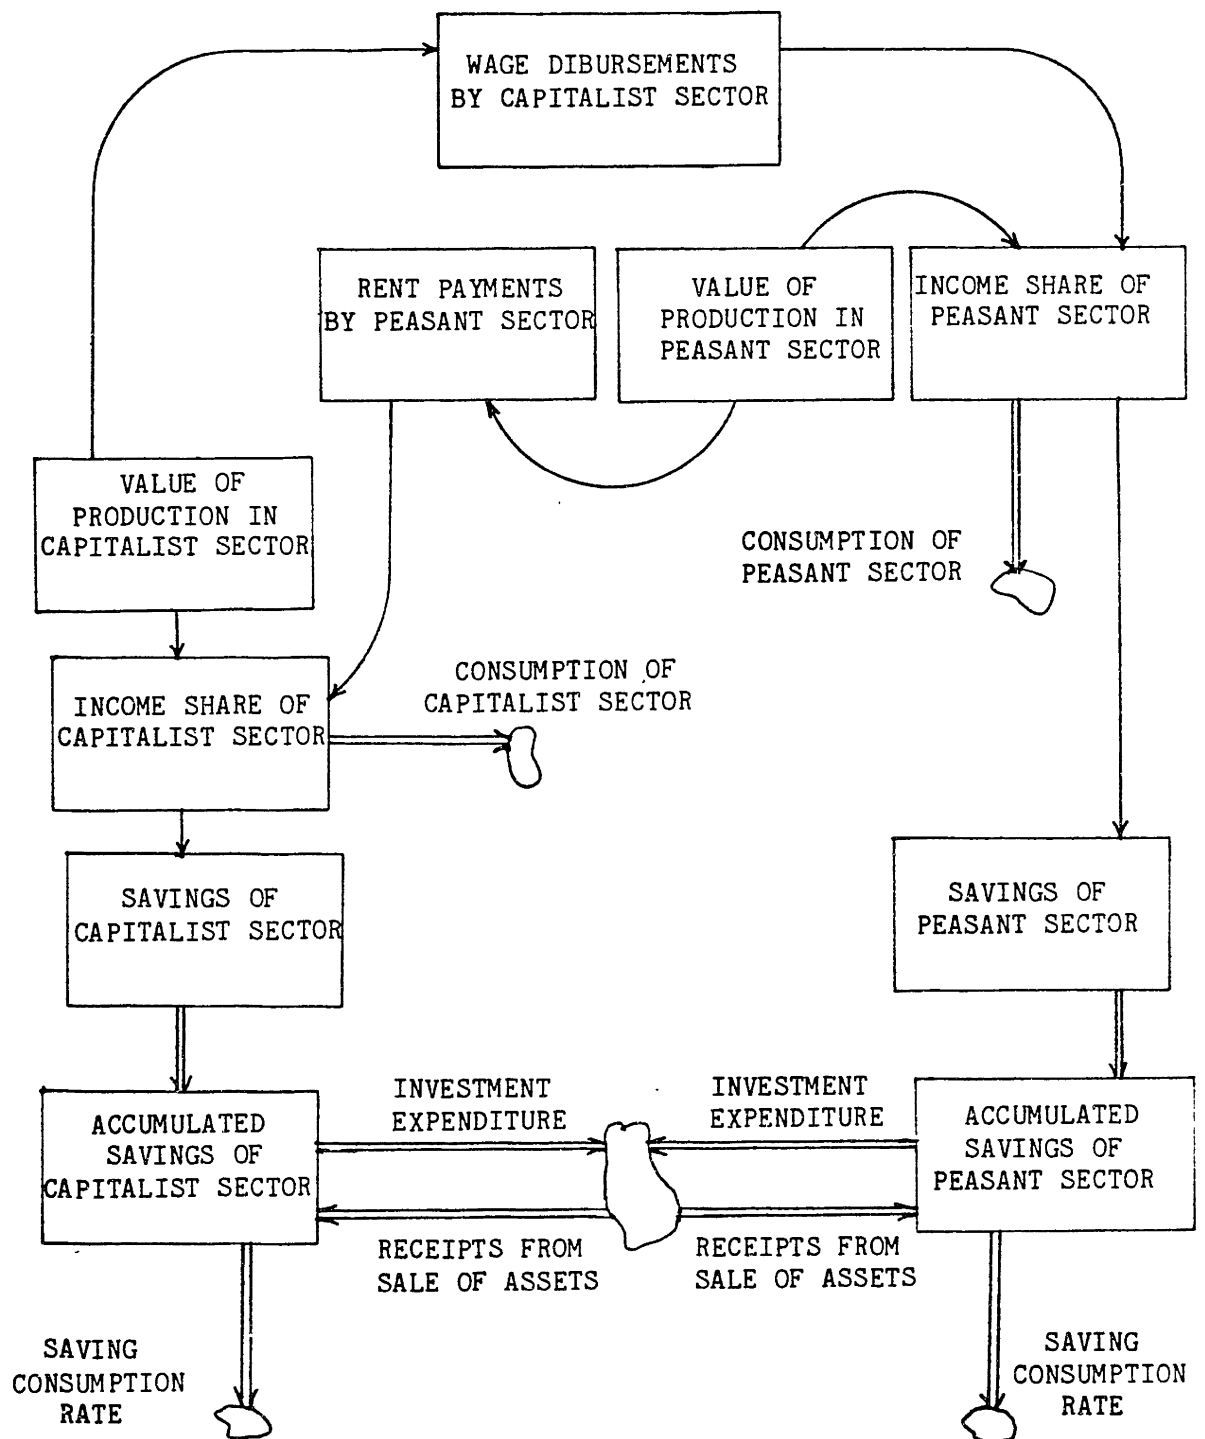 WAGE DIBURSEMENTS
BY CAPITALIST SECTOR
RENT PAYMENTS
BY PEASANT SECTOR
VALUE OF
PRODUCTION IN
PEASANT SECTOR
INCOME SHARE OF
PEASANT SECTOR
VALUE OF
PRODUCTION IN
CAPITALIST SECTOR
CONSUMPTION OF
PEASANT SECTOR
INCOME SHARE OF
CAPITALIST SECTOR
CONSUMPTION OF
CAPITALIST SECTOR
SAVINGS OF
CAPITALIST SECTOR
SAVINGS OF
PEASANT SECTOR
ACCUMULATED
SAVINGS OF
CAPITALIST SECTOR
INVESTMENT
EXPENDITURE
INVESTMENT
EXPENDITURE
ACCUMULATED
SAVINGS OF
PEASANT SECTOR
RECEIPTS FROM
SALE OF ASSETS
RECEIPTS FROM
SALE OF ASSETS
SAVING
CONSUMPTION
RATE
SAVING
CONSUMPTION
RATE